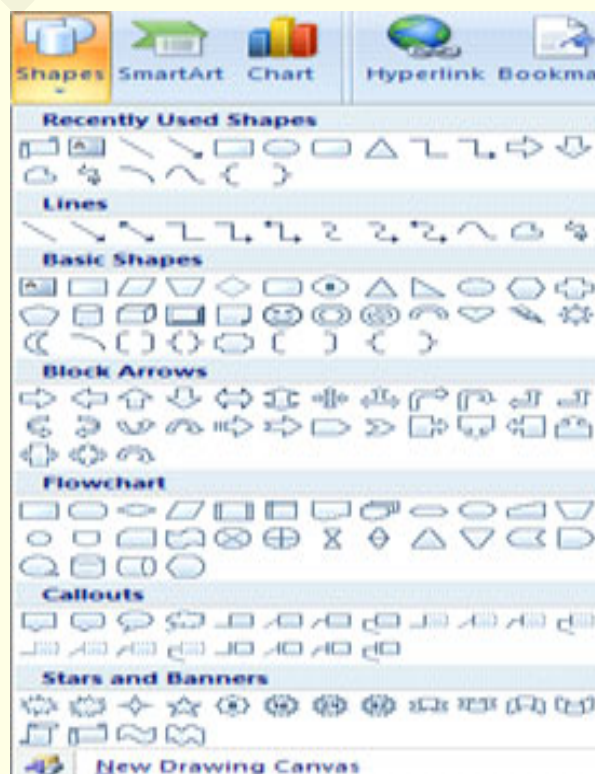 Shapes SmartArt Chart Hyperlink Bookma
Recently Used Shapes
Lines
Basic Shapes
Block Arrows
Flowchart
Callouts
Stars and Banners
New Drawing Canvas